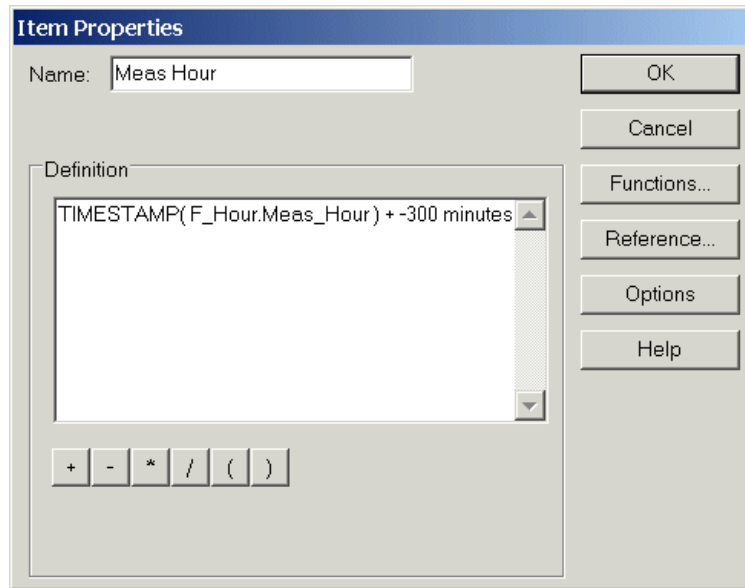 Item Properties
Name: Meas Hour
OK
Cancel
Definition
Functions...
TIMESTAMP( F_Hour.Meas_Hour ) + -300 minutes
Reference...
Options
Help
+ - * / ( )